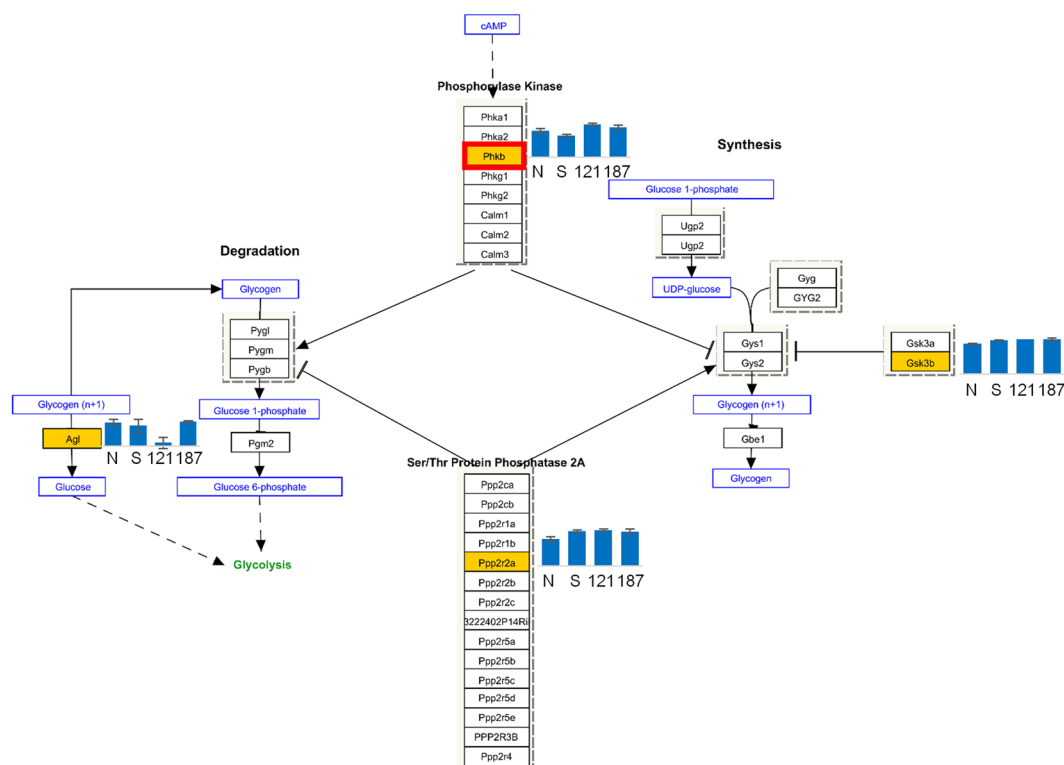 cAMP
Phosphorylase Kinase
Phka1
Phka2
Phkb
Phkg1
Phkg2
Calm1
Calm2
Calm3
N S 121 187
Synthesis
Glucose 1-phosphate
Ugp2
Ugp2
UDP-glucose
Gyg
GYG2
Gys1
Gys2
Gsk3a
Gsk3b
N S 121 187
Glycogen (n+1)
Gbe1
Glycogen
Degradation
Glycogen
Pygl
Pygm
Pygb
Glycogen (n+1)
Agl
N S 121 187
Glucose
Glucose 1-phosphate
Pgm2
Glucose 6-phosphate
Glycolysis
Ser/Thr Protein Phosphatase 2A
Ppp2ca
Ppp2cb
Ppp2r1a
Ppp2r1b
Ppp2r2a
Ppp2r2b
Ppp2r2c
3222402P14Ri
Ppp2r5a
Ppp2r5b
Ppp2r5c
Ppp2r5d
Ppp2r5e
PPP2R3B
Ppp2r4
N S 121 187